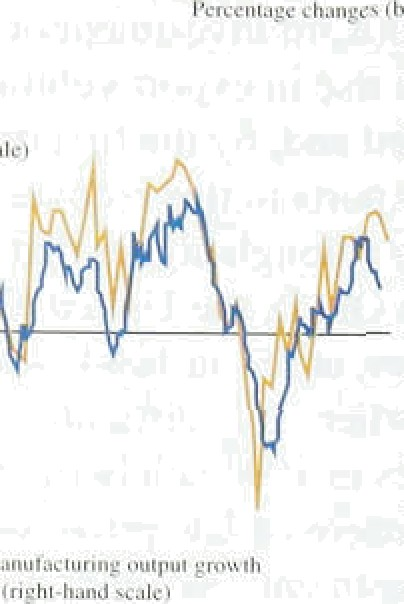 Percentage changes (b
ale)
anufacturing output growth
(right-hand scale)